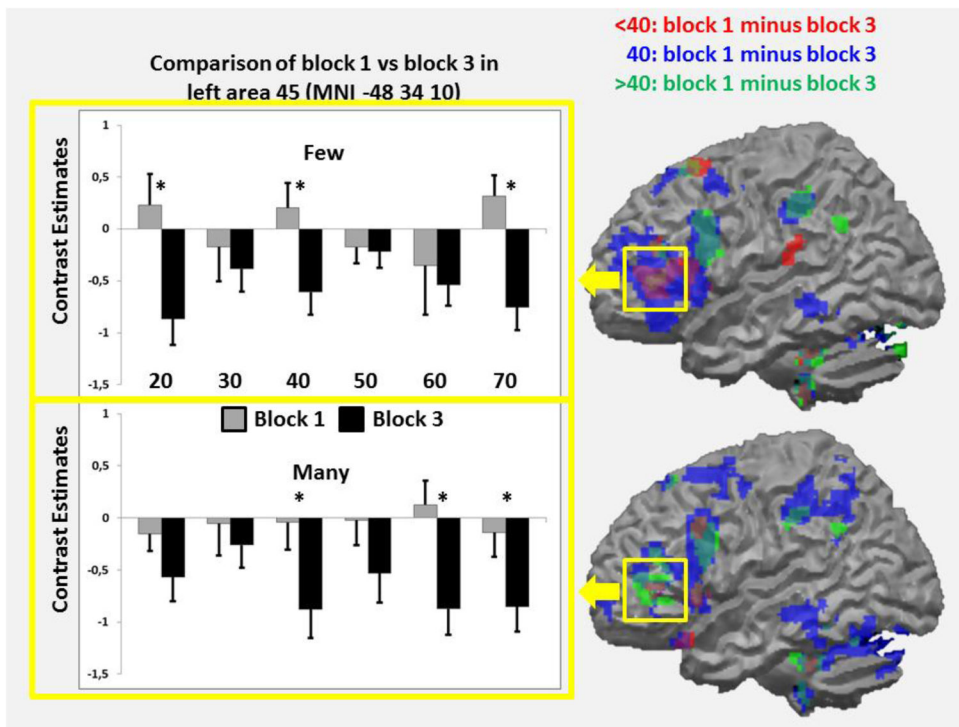 <40: block 1 minus block 3
40: block 1 minus block 3
>40: block 1 minus block 3
Comparison of block 1 vs block 3 in
left area 45 (MNI -48 34 10)
Contrast Estimates
1
0,5
0
-0,5
-1
-1,5
Few
*
*
*
20 30 40 50 60 70
Contrast Estimates
Block 1 Block 3
0,5
0
-0,5
-1
-1,5
Many
*
*
*